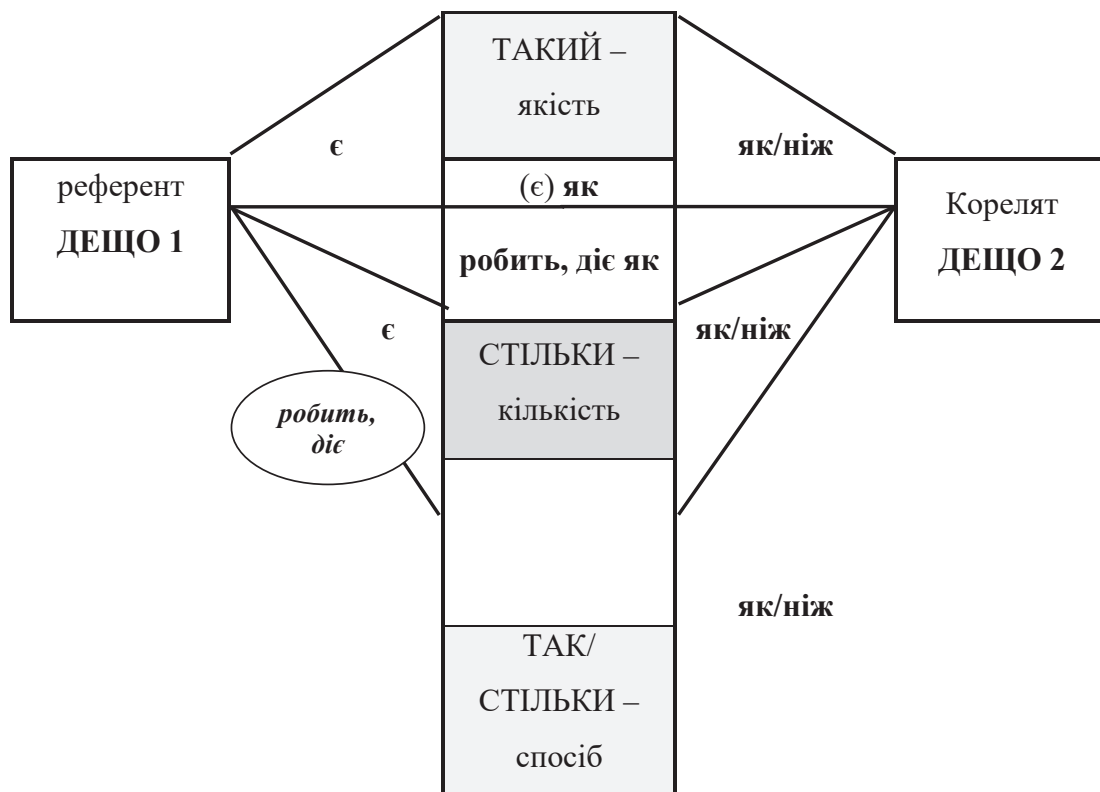 ТАКИЙ –
якість
є
як/ніж
референт
ДЕЩО 1
(є) як
Корелят
ДЕЩО 2
робить, діє як
є
як/ніж
СТІЛЬКИ –
кількість
робить,
діє
як/ніж
ТАК/
СТІЛЬКИ –
спосіб